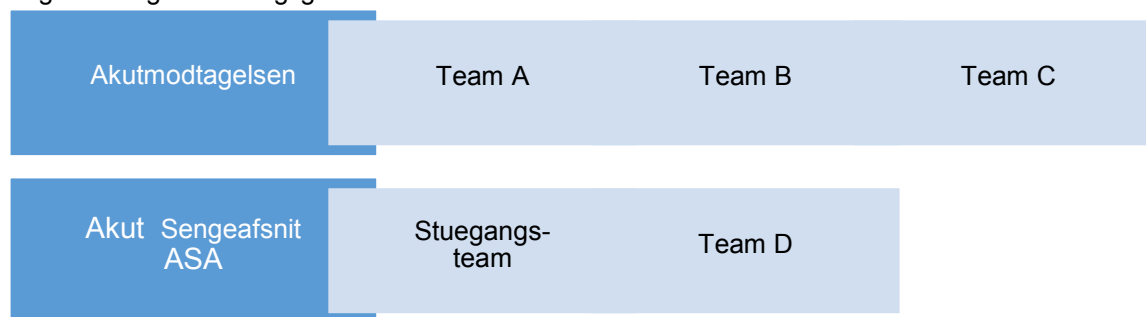 Akutmodtagelsen
Team A
Team B
Team C
Akut Sengeafsnit
ASA
Stuegangs-
team
Team D